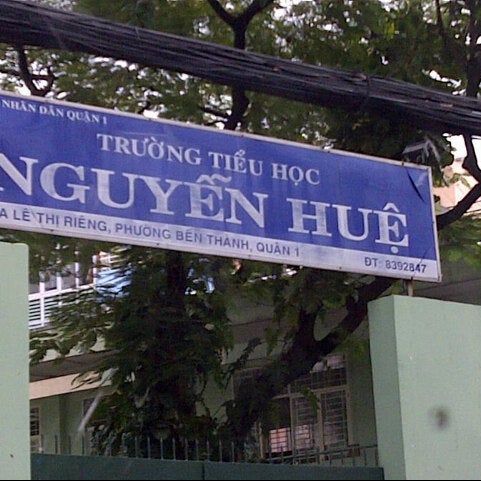 NHÂN DÂN QUẬN 1
TRƯỜNG TIỂU HỌC
NGUYỄN HUỆ
A LÊ THỊ RIÊNG, PHƯỜNG BẾN THÀNH, QUẬN 1
ĐT: 8392847